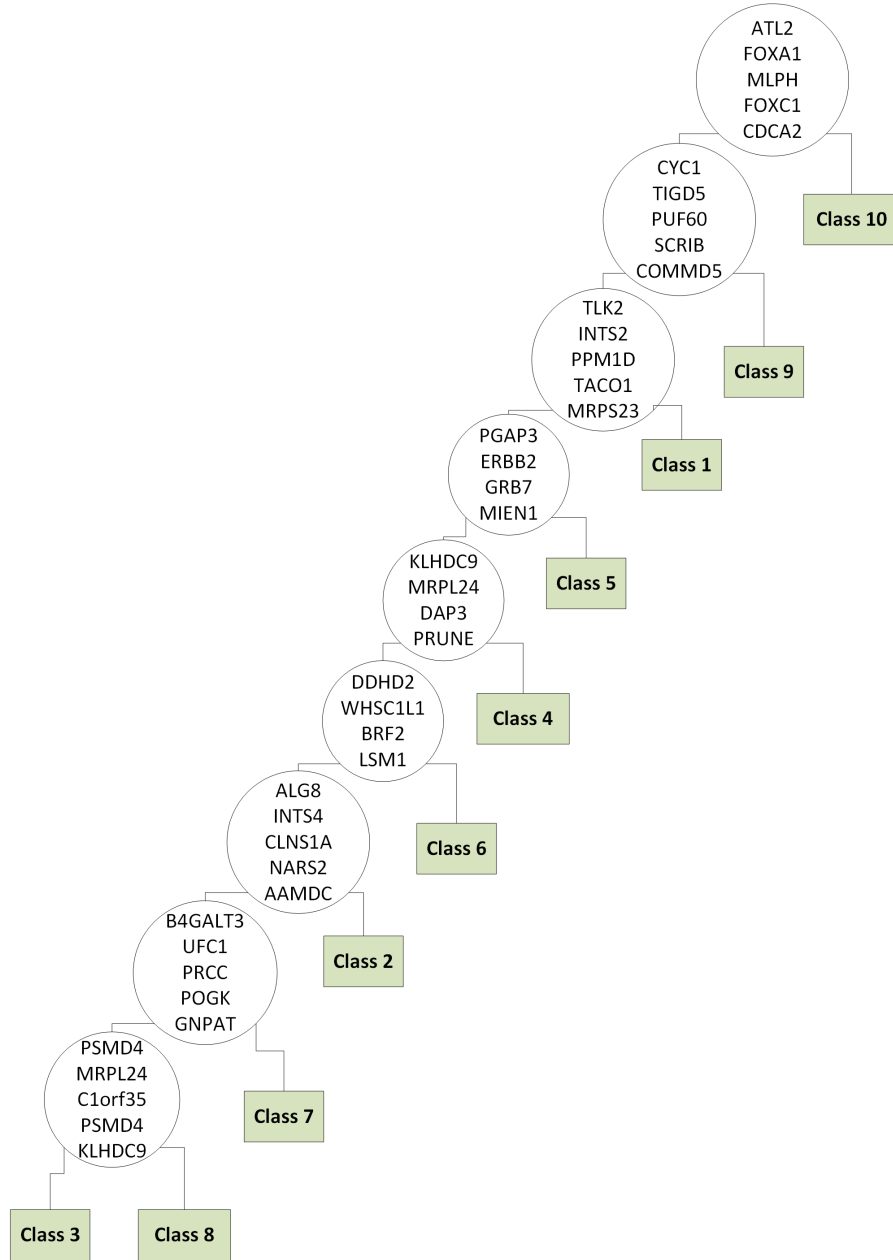 ATL2
FOXA1
MLPH
FOXC1
CDCA2
Class 10
CYC1
TIGD5
PUF60
SCRIB
COMMD5
Class 9
TLK2
INTS2
PPM1D
TACO1
MRPS23
Class 1
PGAP3
ERBB2
GRB7
MIEN1
Class 5
KLHDC9
MRPL24
DAP3
PRUNE
Class 4
DDHD2
WHSC1L1
BRF2
LSM1
Class 6
ALG8
INTS4
CLNS1A
NARS2
AAMDC
Class 2
B4GALT3
UFC1
PRCC
POGK
GNPAT
Class 7
PSMD4
MRPL24
C1orf35
PSMD4
KLHDC9
Class 3
Class 8